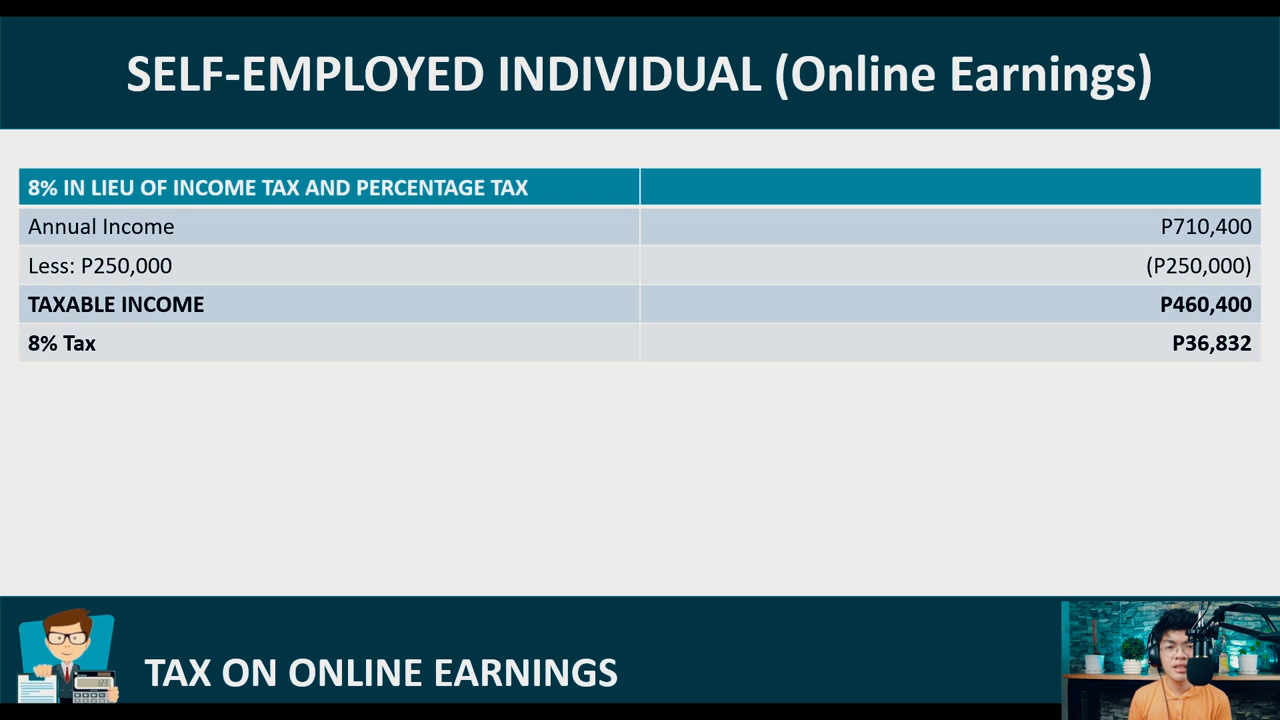 SELF-EMPLOYED INDIVIDUAL (Online Earnings)
8% IN LIEU OF INCOME TAX AND PERCENTAGE TAX
Annual Income P710,400
Less: P250,000 (P250,000)
TAXABLE INCOME P460,400
8% Tax P36,832
TAX ON ONLINE EARNINGS